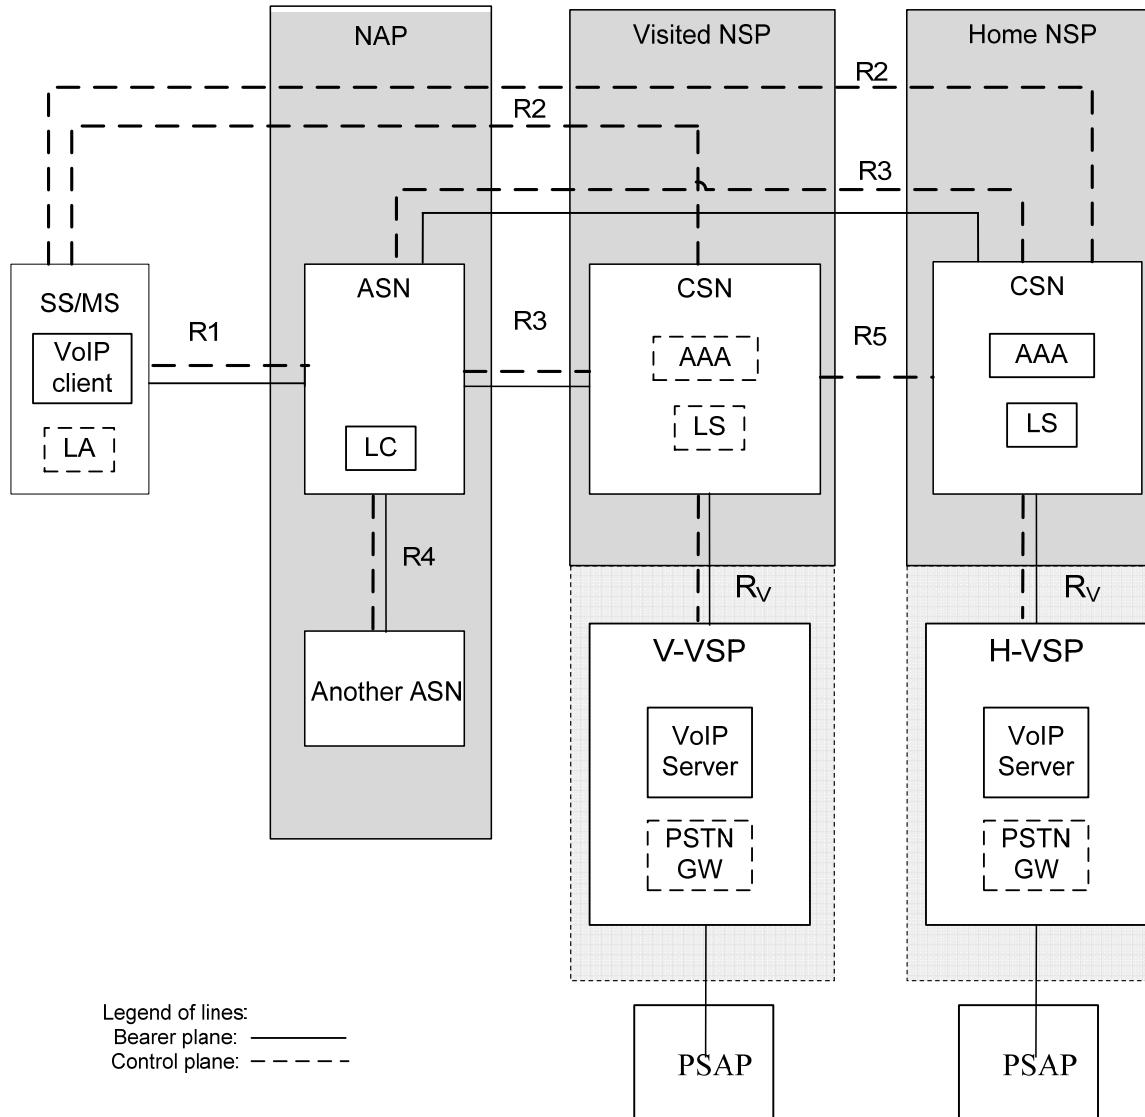 NAP
Visited NSP
Home NSP
R2
R2
R3
SS/MS
VoIP
client
LA
R1
ASN
LC
R3
CSN
AAA
LS
R5
CSN
AAA
LS
R4
Another ASN
RV
RV
V-VSP
VoIP
Server
PSTN
GW
H-VSP
VoIP
Server
PSTN
GW
Legend of lines:
Bearer plane:
Control plane:
PSAP
PSAP